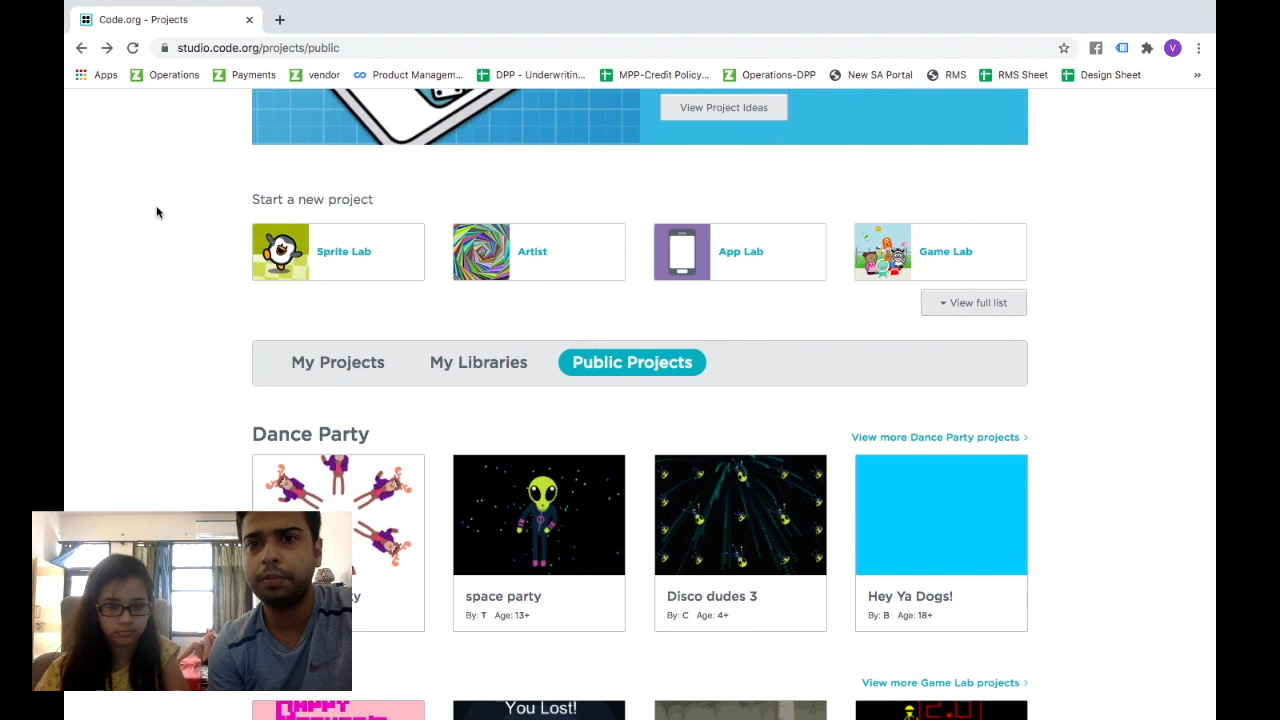 Code.org - Projects
studio.code.org/projects/public
V
Apps Operations Payments vendor Product Managem... DPP - Underwritin... MPP-Credit Policy... Operations-DPP New SA Portal RMS RMS Sheet Design Sheet »
View Project Ideas
Start a new project
Sprite Lab Artist App Lab Game Lab
View full list
My Projects My Libraries Public Projects
Dance Party View more Dance Party projects
space party Disco dudes 3 Hey Ya Dogs!
By: T Age: 13+ By: C Age: 4+ By: B Age: 18+
View more Game Lab projects
HAPPY You Lost! 12.01